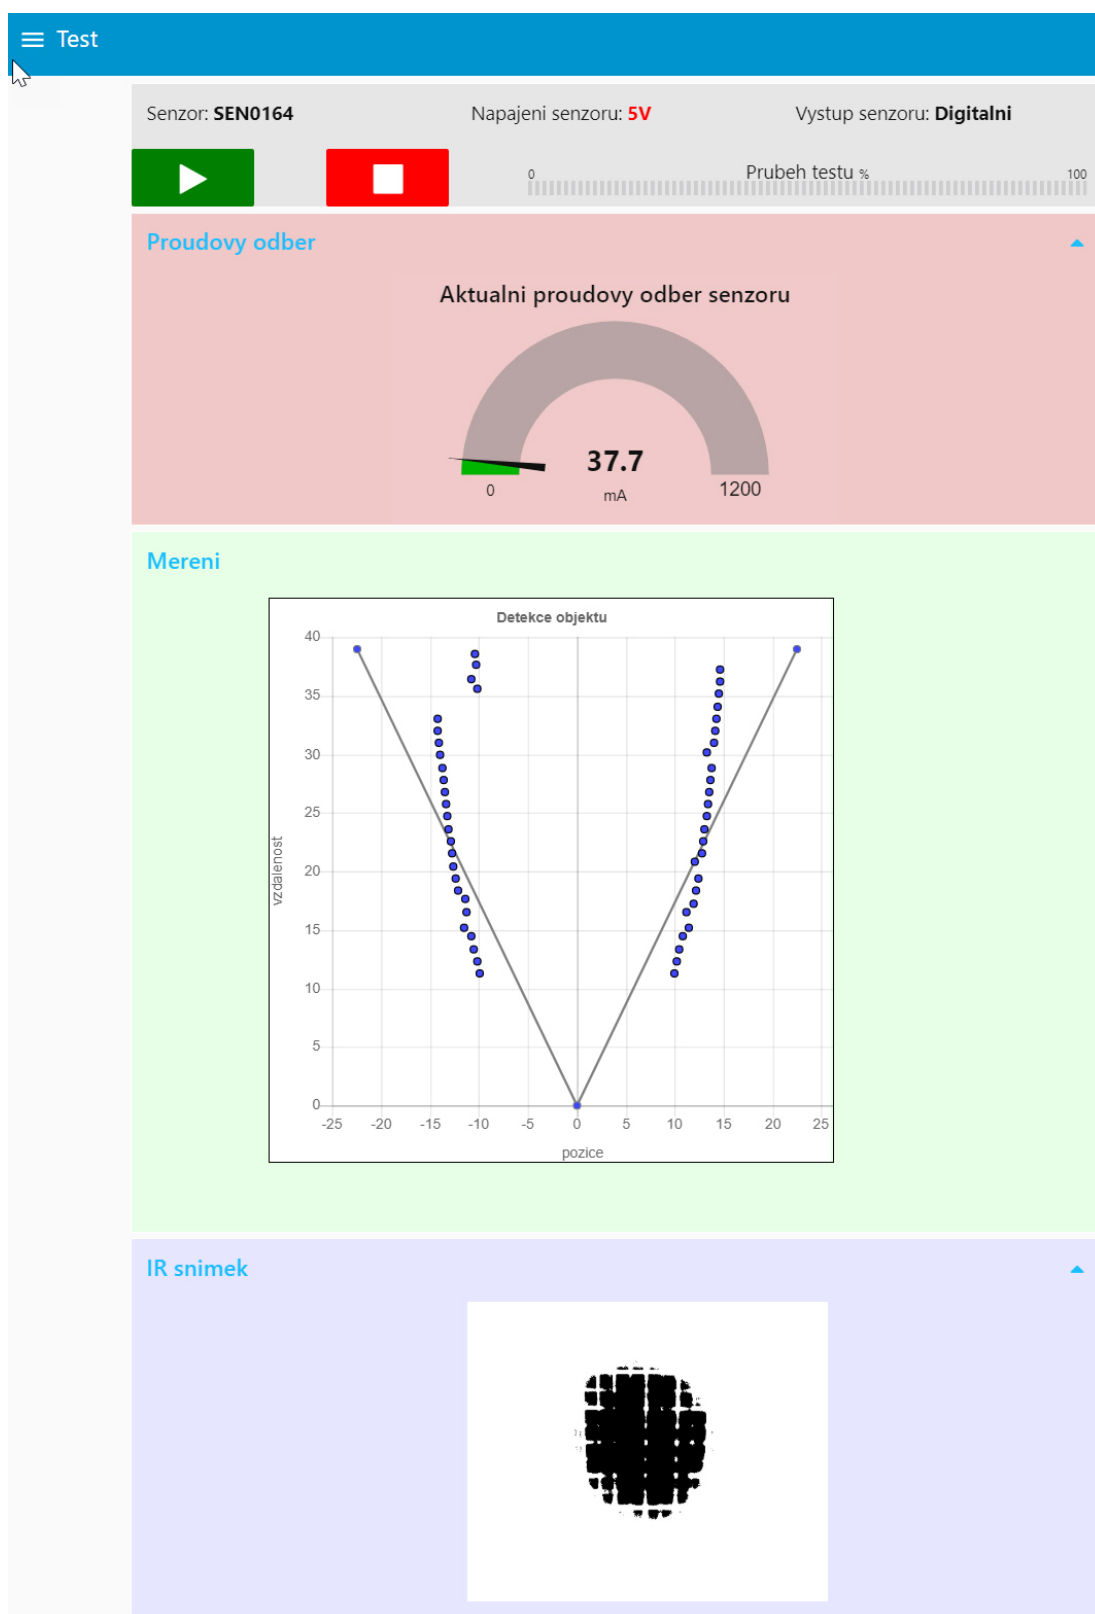 Test
Senzor: SEN0164 Napajeni senzoru: 5V Vystup senzoru: Digitalni
0 Prubeh testu % 100
Proudovy odber
Aktualni proudovy odber senzoru
37.7
0 mA 1200
Mereni
Detekce objektu
40
35
30
25
20
15
10
5
0
vzdalenost
-25 -20 -15 -10 -5 0 5 10 15 20 25
pozice
IR snimek